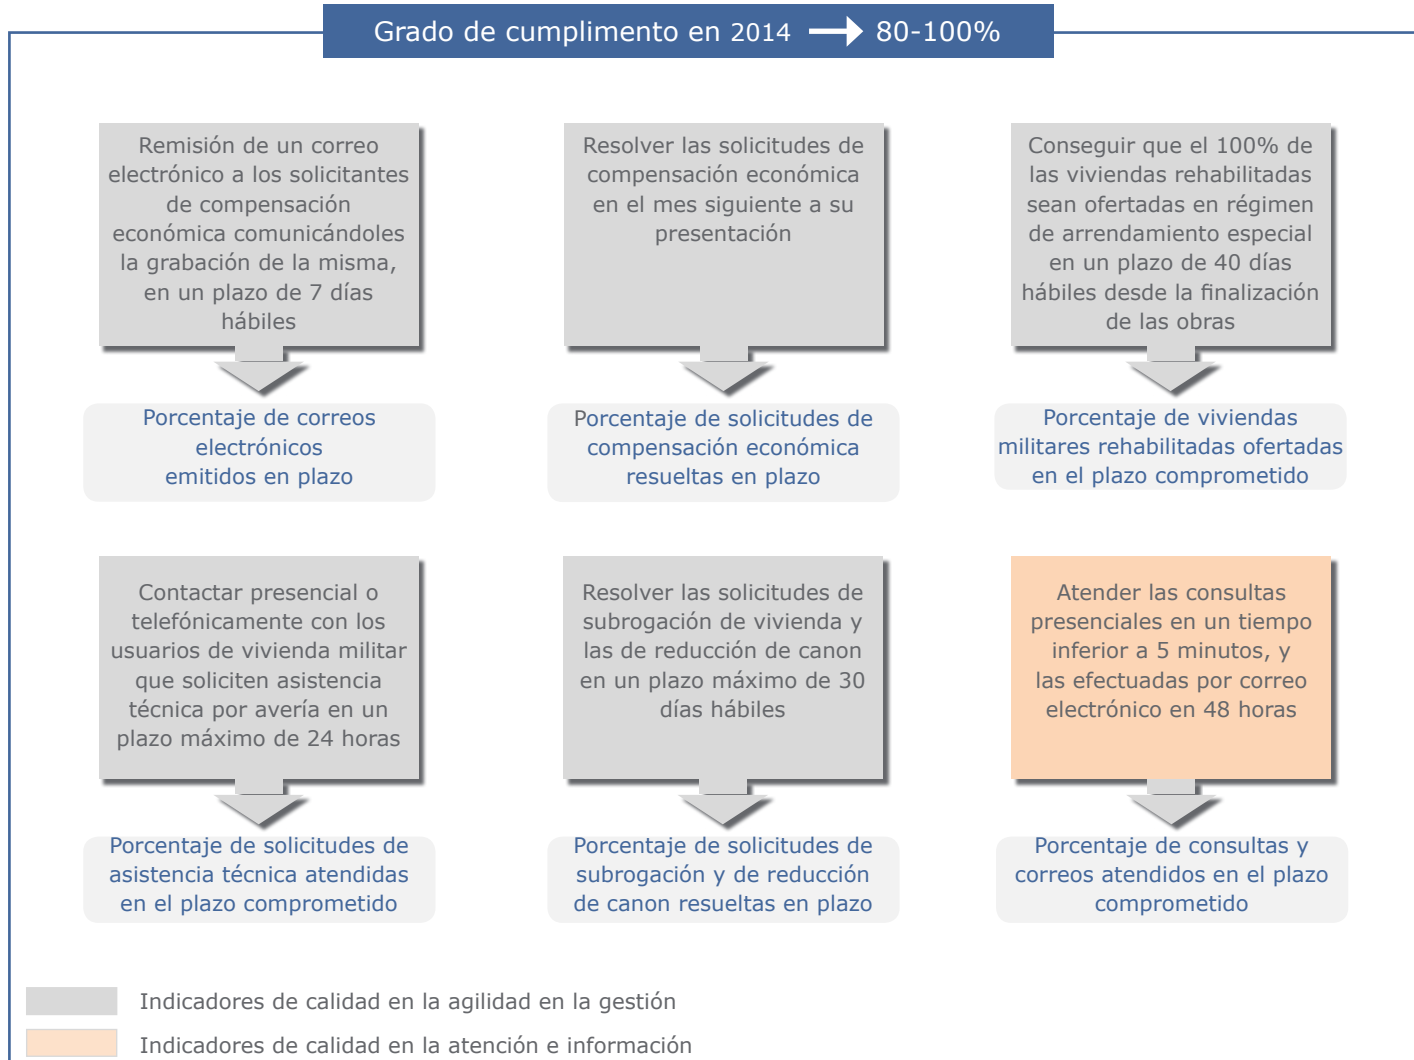 Grado de cumplimento en 2014 → 80-100%
Remisión de un correo
electrónico a los solicitantes
de compensación
económica comunicándoles
la grabación de la misma,
en un plazo de 7 días
hábiles
Porcentaje de correos
electrónicos
emitidos en plazo
Resolver las solicitudes de
compensación económica
en el mes siguiente a su
presentación
Porcentaje de solicitudes de
compensación económica
resueltas en plazo
Conseguir que el 100% de
las viviendas rehabilitadas
sean ofertadas en régimen
de arrendamiento especial
en un plazo de 40 días
hábiles desde la finalización
de las obras
Porcentaje de viviendas
militares rehabilitadas ofertadas
en el plazo comprometido
Contactar presencial o
telefónicamente con los
usuarios de vivienda militar
que soliciten asistencia
técnica por avería en un
plazo máximo de 24 horas
Porcentaje de solicitudes de
asistencia técnica atendidas
en el plazo comprometido
Resolver las solicitudes de
subrogación de vivienda y
las de reducción de canon
en un plazo máximo de 30
días hábiles
Porcentaje de solicitudes de
subrogación y de reducción
de canon resueltas en plazo
Atender las consultas
presenciales en un tiempo
inferior a 5 minutos, y
las efectuadas por correo
electrónico en 48 horas
Porcentaje de consultas y
correos atendidos en el plazo
comprometido
Indicadores de calidad en la agilidad en la gestión
Indicadores de calidad en la atención e información